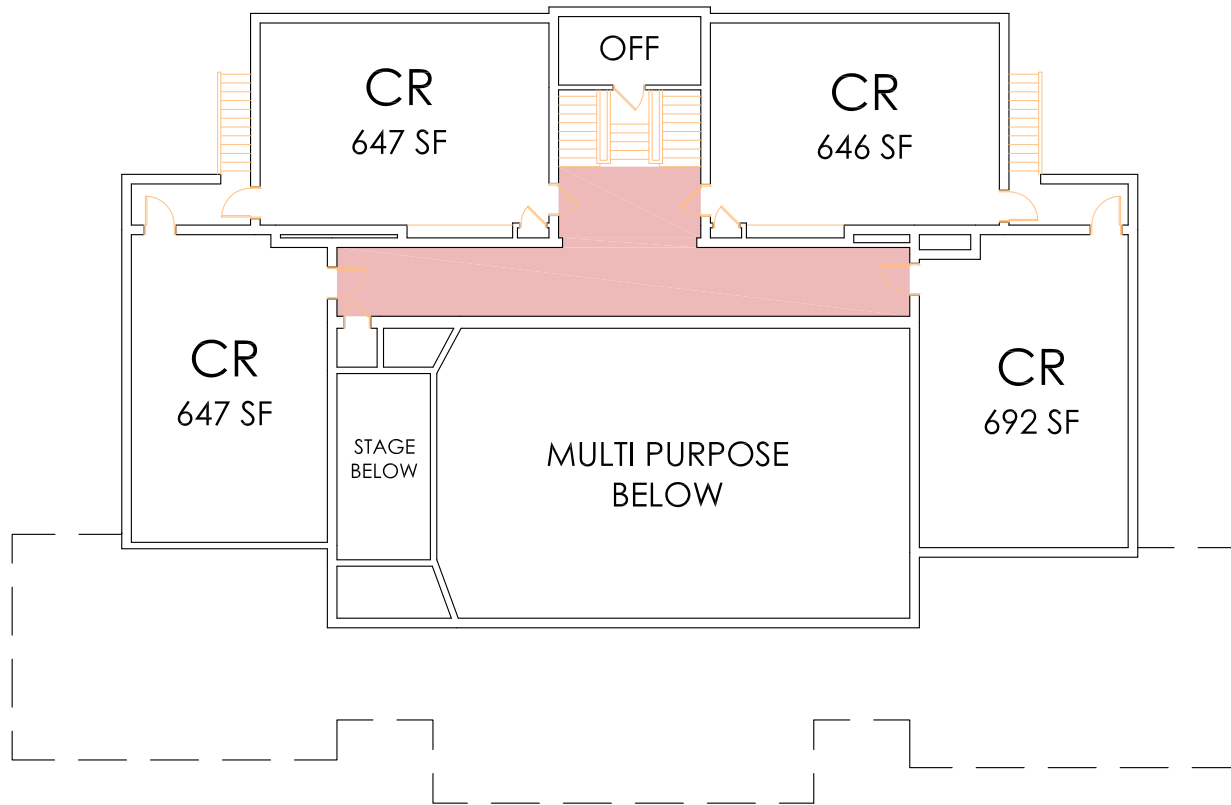 OFF
CR
647 SF
CR
646 SF
CR
647 SF
CR
692 SF
STAGE
BELOW
MULTI PURPOSE
BELOW